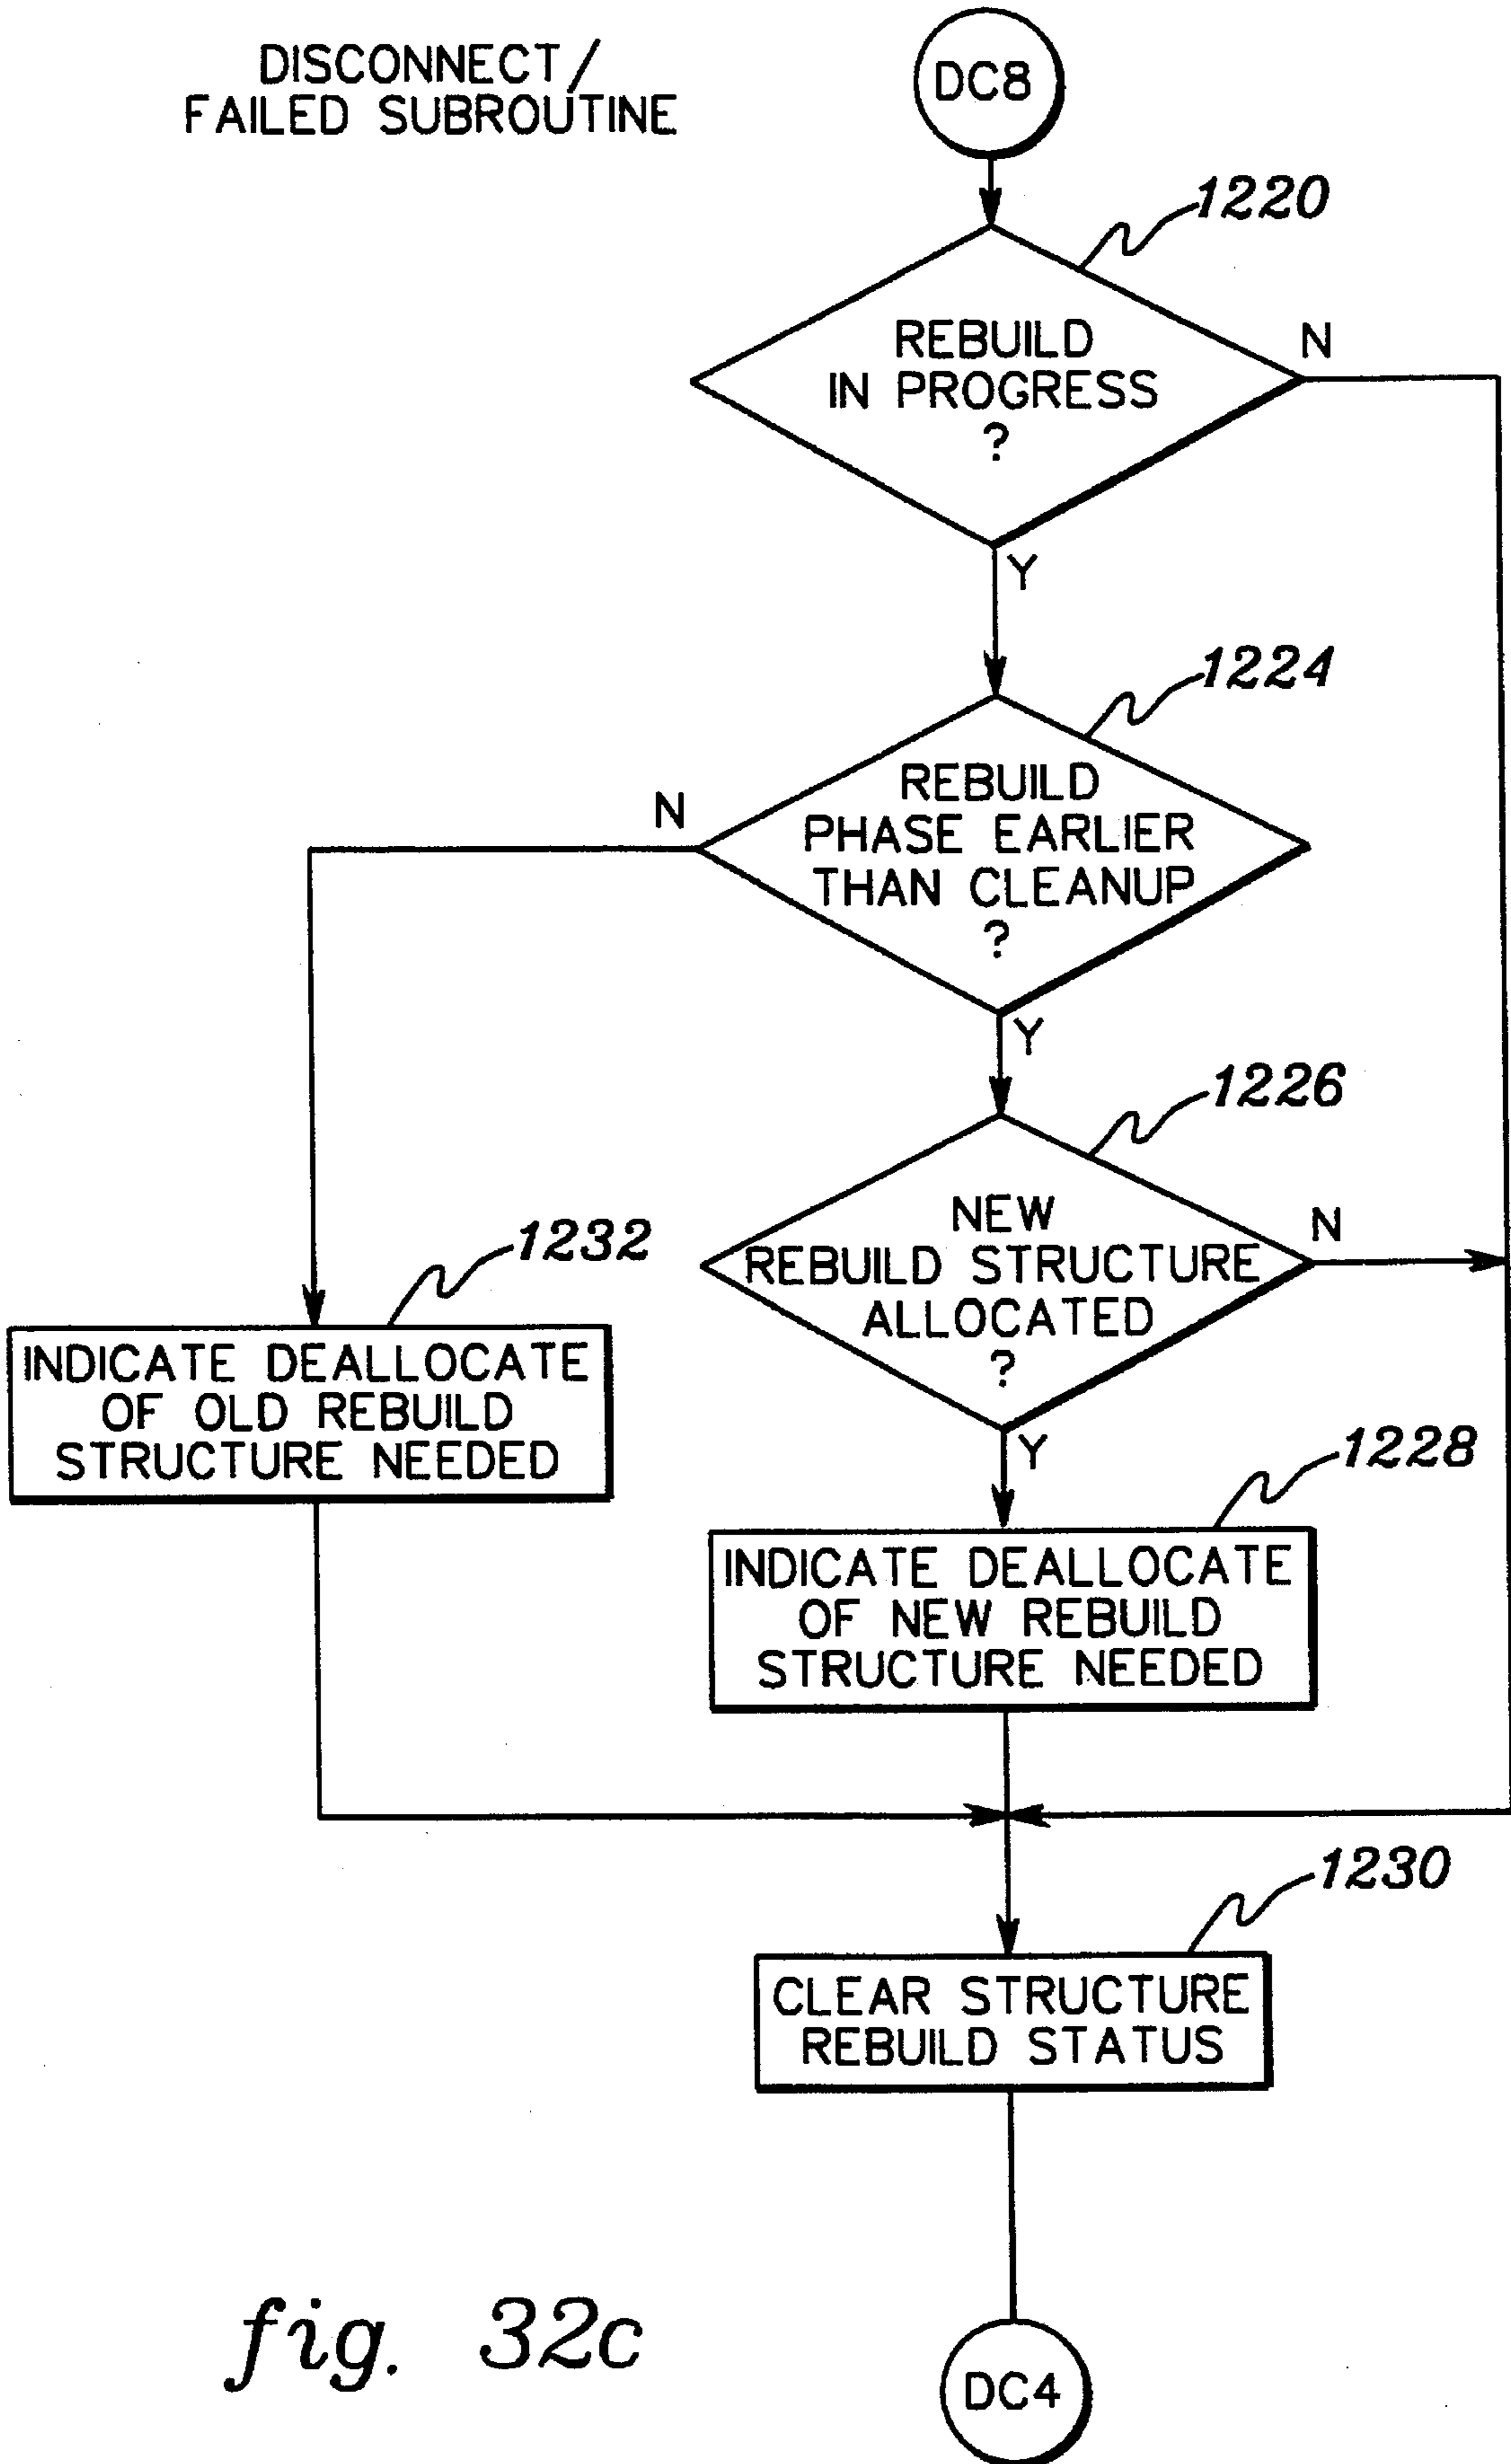 DISCONNECT/
FAILED SUBROUTINE
DC8
1220
REBUILD
IN PROGRESS
?
N
Y
1224
REBUILD
PHASE EARLIER
THAN CLEANUP
?
N
Y
1226
NEW
REBUILD STRUCTURE
ALLOCATED
?
N
Y
1232
INDICATE DEALLOCATE
OF OLD REBUILD
STRUCTURE NEEDED
1228
INDICATE DEALLOCATE
OF NEW REBUILD
STRUCTURE NEEDED
1230
CLEAR STRUCTURE
REBUILD STATUS
DC4
fig. 32c